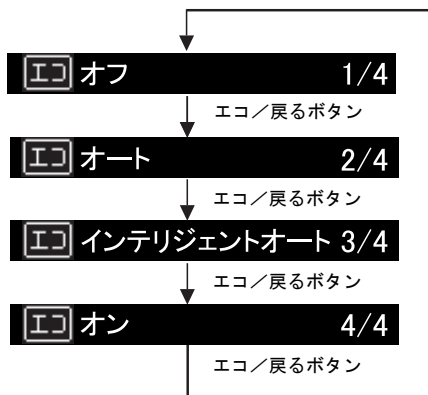 エコ オフ 1/4
エコ／戻るボタン
エコ オート 2/4
エコ／戻るボタン
エコ インテリジェントオート 3/4
エコ／戻るボタン
エコ オン 4/4
エコ／戻るボタン